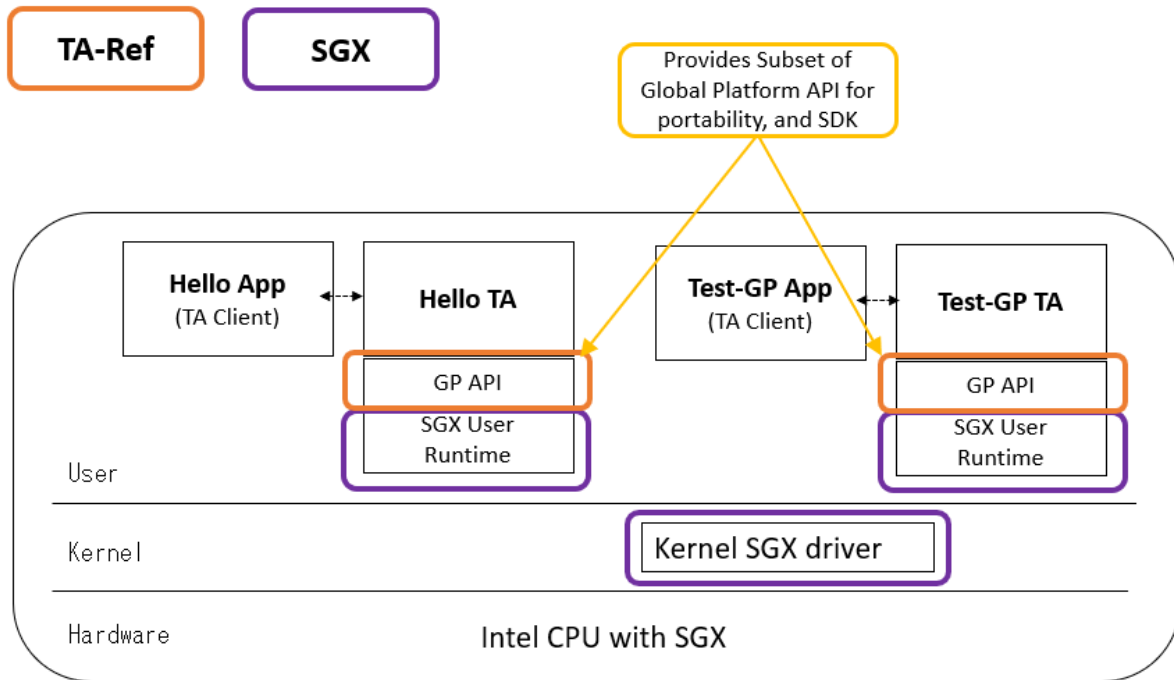 TA-Ref
SGX
Provides Subset of
Global Platform API for
portability, and SDK
Hello App
(TA Client)
Hello TA
Test-GP App
(TA Client)
Test-GP TA
GP API
GP API
SGX User
Runtime
SGX User
Runtime
User
Kernel
Kernel SGX driver
Hardware
Intel CPU with SGX